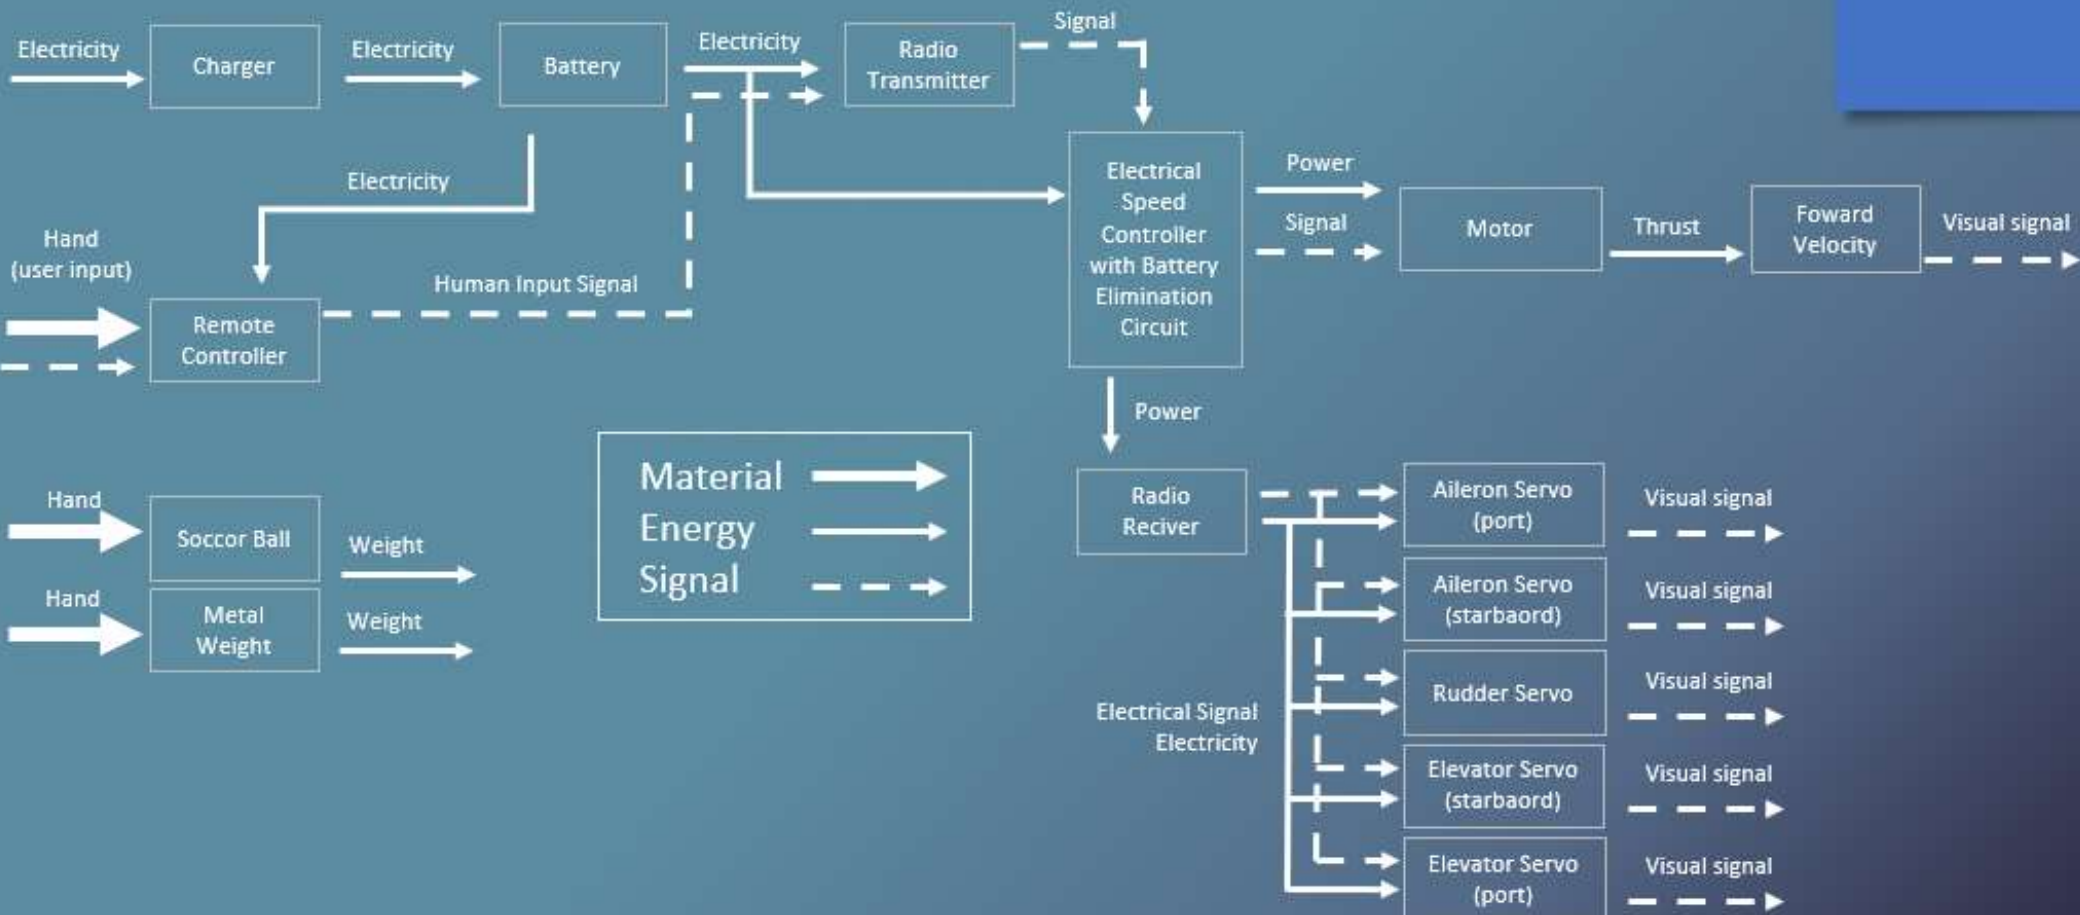 Electricity
Charger
Electricity
Battery
Electricity
Radio
Transmitter
Signal
Electricity
Hand
(user input)
Remote
Controller
Human Input Signal
Electrical
Speed
Controller
with Battery
Elimination
Circuit
Power
Signal
Motor
Thrust
Foward
Velocity
Visual signal
Power
Material
Energy
Signal
Hand
Soccor Ball
Weight
Hand
Metal
Weight
Weight
Radio
Reciver
Electrical Signal
Electricity
Aileron Servo
(port)
Visual signal
Aileron Servo
(starbaord)
Visual signal
Rudder Servo
Visual signal
Elevator Servo
(starbaord)
Visual signal
Elevator Servo
(port)
Visual signal